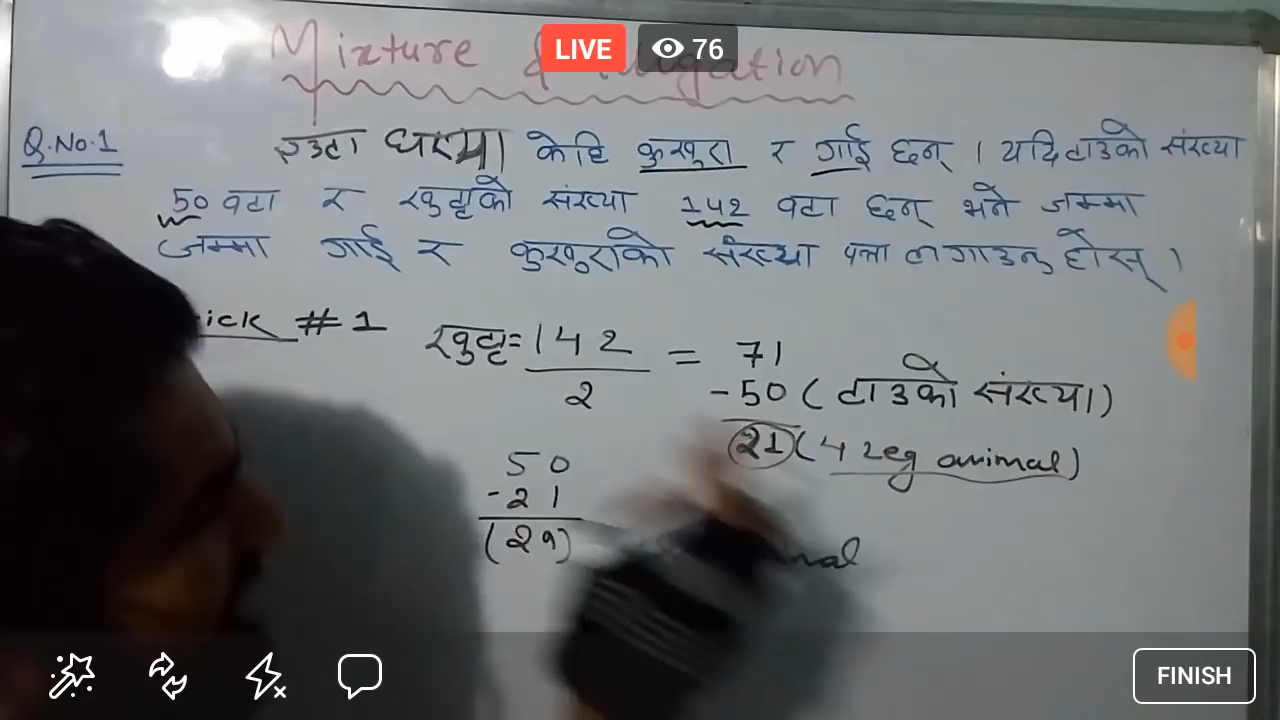 LIVE 76
Mixture &
Q.No.1 एउटा घरमा केहि कुखुरा र गाई छन् । यदि टाउको संख्या
50 वटा र खुट्टाको संख्या 142 वटा छन् भने जम्मा
जम्मा गाई र कुखुराको संख्या पत्ता लगाउनु होस् ।
#1
खुट्टा = 142 / 2 = 71
-50 (टाउको संख्या)
21 (4 leg animal)
50
-21
(29)
FINISH